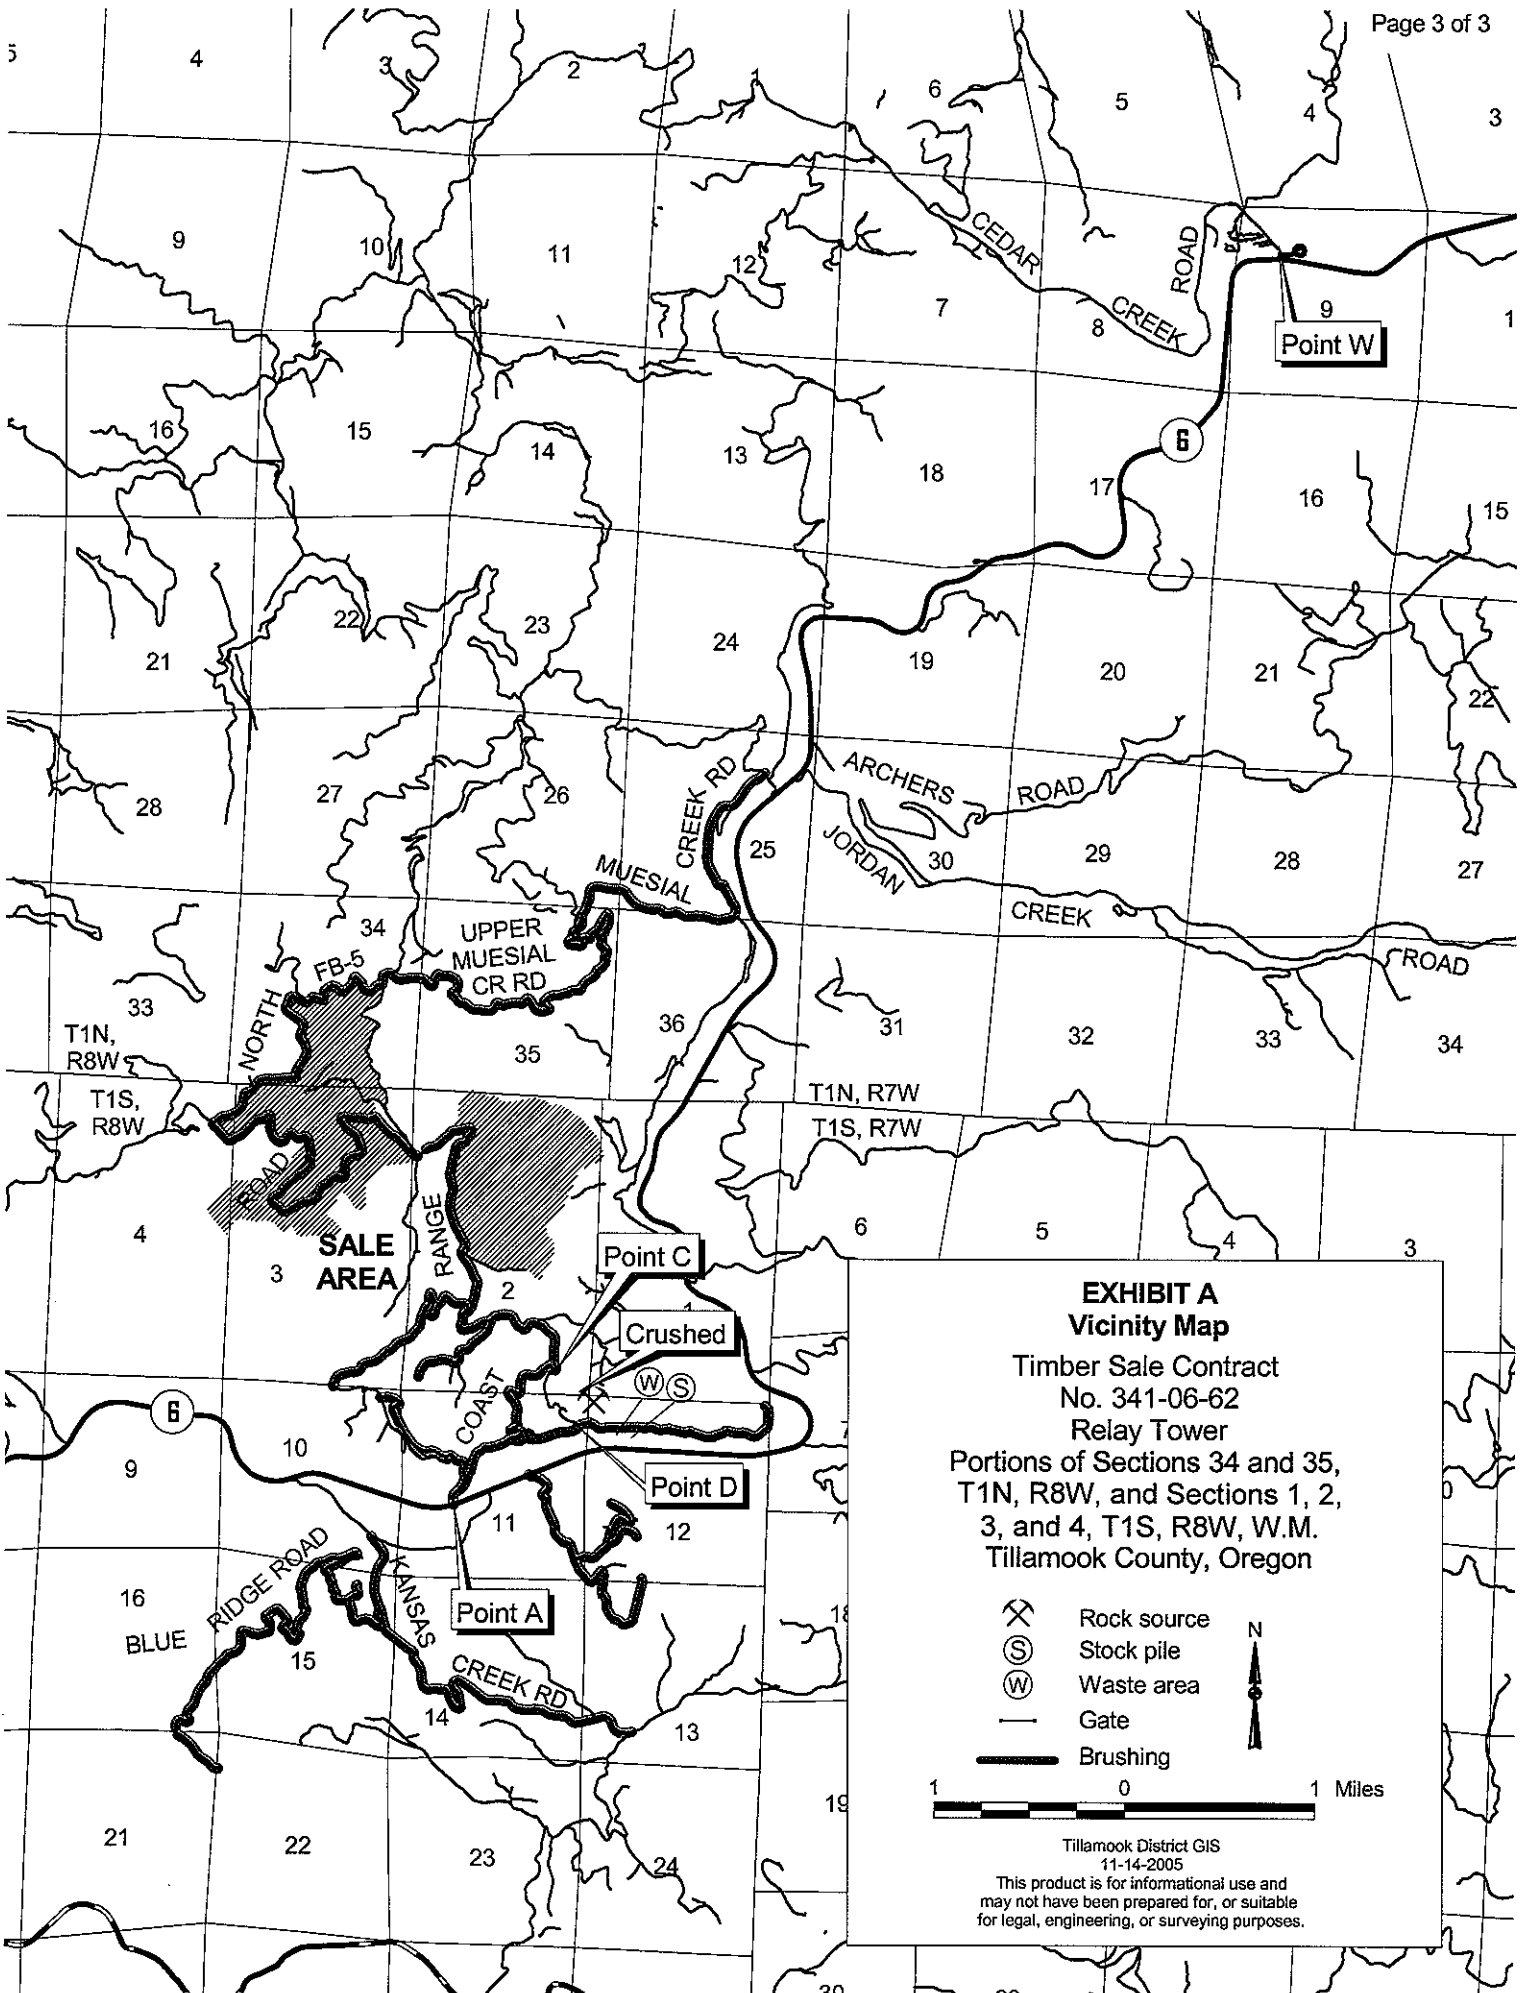 Page 3 of 3
5
4
3
2
1
6
5
4
3
9
10
11
12
7
8
9
1
CEDAR
CREEK
ROAD
Point W
6
16
15
14
13
18
17
16
15
21
22
23
24
19
20
21
22
28
27
26
25
30
29
28
27
CREEK RD
MUESIAL
ARCHERS
ROAD
JORDAN
CREEK
ROAD
33
34
35
36
31
32
33
34
UPPER
MUESIAL
CR RD
FB-5
NORTH
ROAD
T1N,
R8W
T1S,
R8W
T1N, R7W
T1S, R7W
4
3
2
1
6
5
4
3
SALE
AREA
RANGE
COAST
Point C
Crushed
W
S
6
9
10
11
12
Point D
Point A
16
15
14
13
18
BLUE
RIDGE ROAD
KANSAS
CREEK RD
21
22
23
24
19
EXHIBIT A
Vicinity Map
Timber Sale Contract
No. 341-06-62
Relay Tower
Portions of Sections 34 and 35,
T1N, R8W, and Sections 1, 2,
3, and 4, T1S, R8W, W.M.
Tillamook County, Oregon
Rock source
S Stock pile
W Waste area
Gate
Brushing
N
1 0 1 Miles
Tillamook District GIS
11-14-2005
This product is for informational use and
may not have been prepared for, or suitable
for legal, engineering, or surveying purposes.